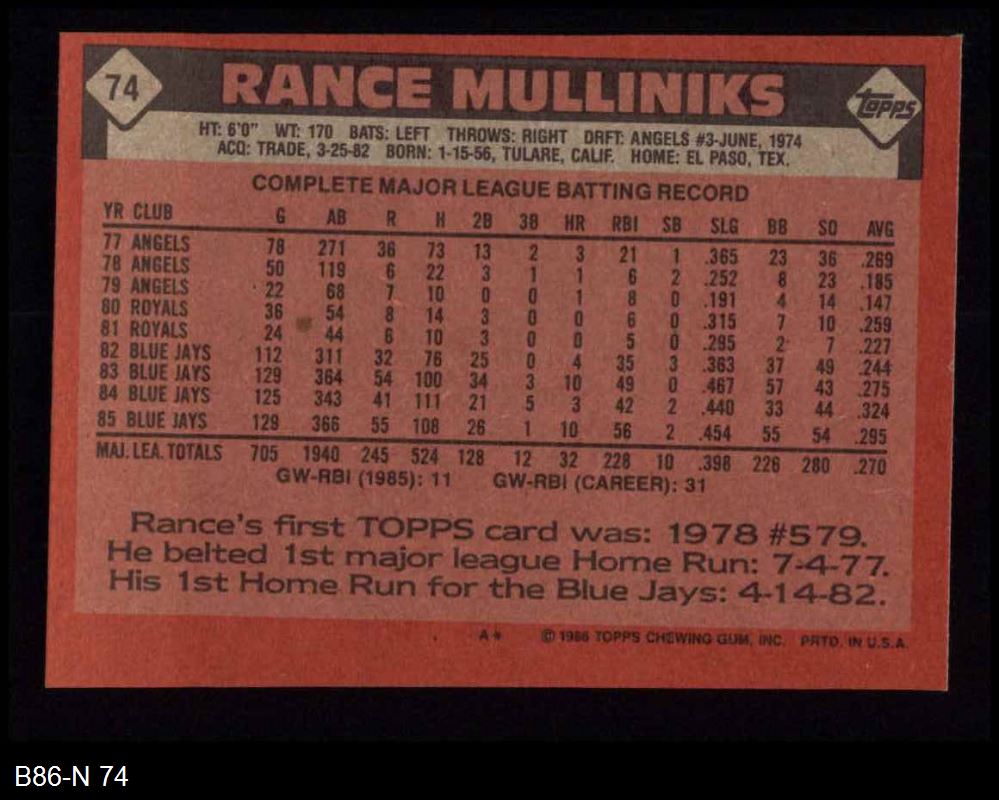 74 RANCE MULLINIKS topps
HT: 6'0" WT: 170 BATS: LEFT THROWS: RIGHT DRFT: ANGELS #3-JUNE, 1974
ACQ: TRADE, 3-25-82 BORN: 1-15-56, TULARE, CALIF. HOME: EL PASO, TEX.
COMPLETE MAJOR LEAGUE BATTING RECORD
YR CLUB G AB R H 2B 3B HR RBI SB SLG BB SO AVG
77 ANGELS 78 271 36 73 13 2 3 21 1 .365 23 36 .269
78 ANGELS 50 119 6 22 3 1 1 6 2 .252 8 23 .185
79 ANGELS 22 68 7 10 0 0 1 8 0 .191 4 14 .147
80 ROYALS 36 54 8 14 3 0 0 6 0 .315 7 10 .259
81 ROYALS 24 44 6 10 3 0 0 5 0 .295 2 7 .227
82 BLUE JAYS 112 311 32 76 25 0 4 35 3 .363 37 49 .244
83 BLUE JAYS 129 364 54 100 34 3 10 49 0 .467 57 43 .275
84 BLUE JAYS 125 343 41 111 21 5 3 42 2 .440 33 44 .324
85 BLUE JAYS 129 366 55 108 26 1 10 56 2 .454 55 54 .295
MAJ. LEA. TOTALS 705 1940 245 524 128 12 32 228 10 .398 226 280 .270
GW-RBI (1985): 11 GW-RBI (CAREER): 31
Rance's first TOPPS card was: 1978 #579.
He belted 1st major league Home Run: 7-4-77.
His 1st Home Run for the Blue Jays: 4-14-82.
A* © 1986 TOPPS CHEWING GUM, INC. PRTD. IN U.S.A.
B86-N 74